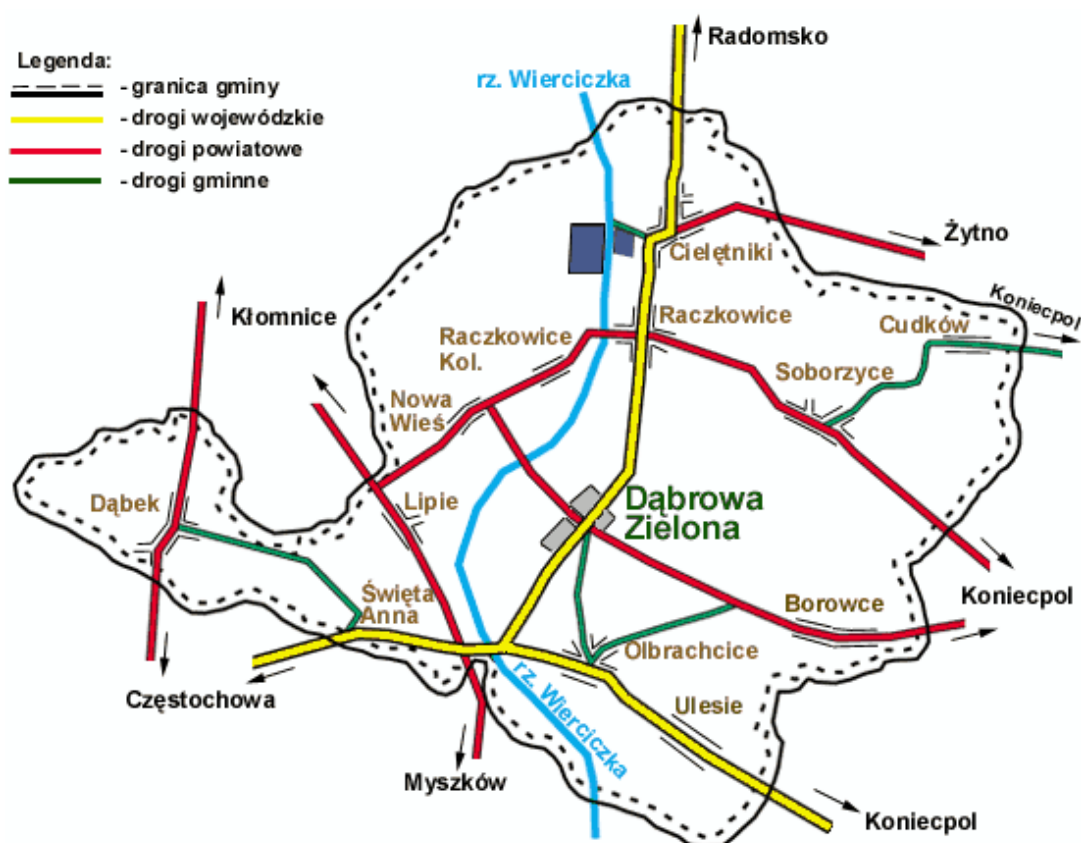 Legenda:
- granica gminy
- drogi wojewódzkie
- drogi powiatowe
- drogi gminne
Radomsko
rz. Wierciczka
Żytno
Cielętniki
Koniecpol
Kłomnice
Raczkowice
Cudków
Raczkowice
Kol.
Soborzyce
Nowa
Wieś
Dąbek
Lipie
Dąbrowa
Zielona
Święta
Anna
Borowce
Koniecpol
Olbrachcice
Częstochowa
rz. Wierciczka
Ulesie
Myszków
Koniecpol